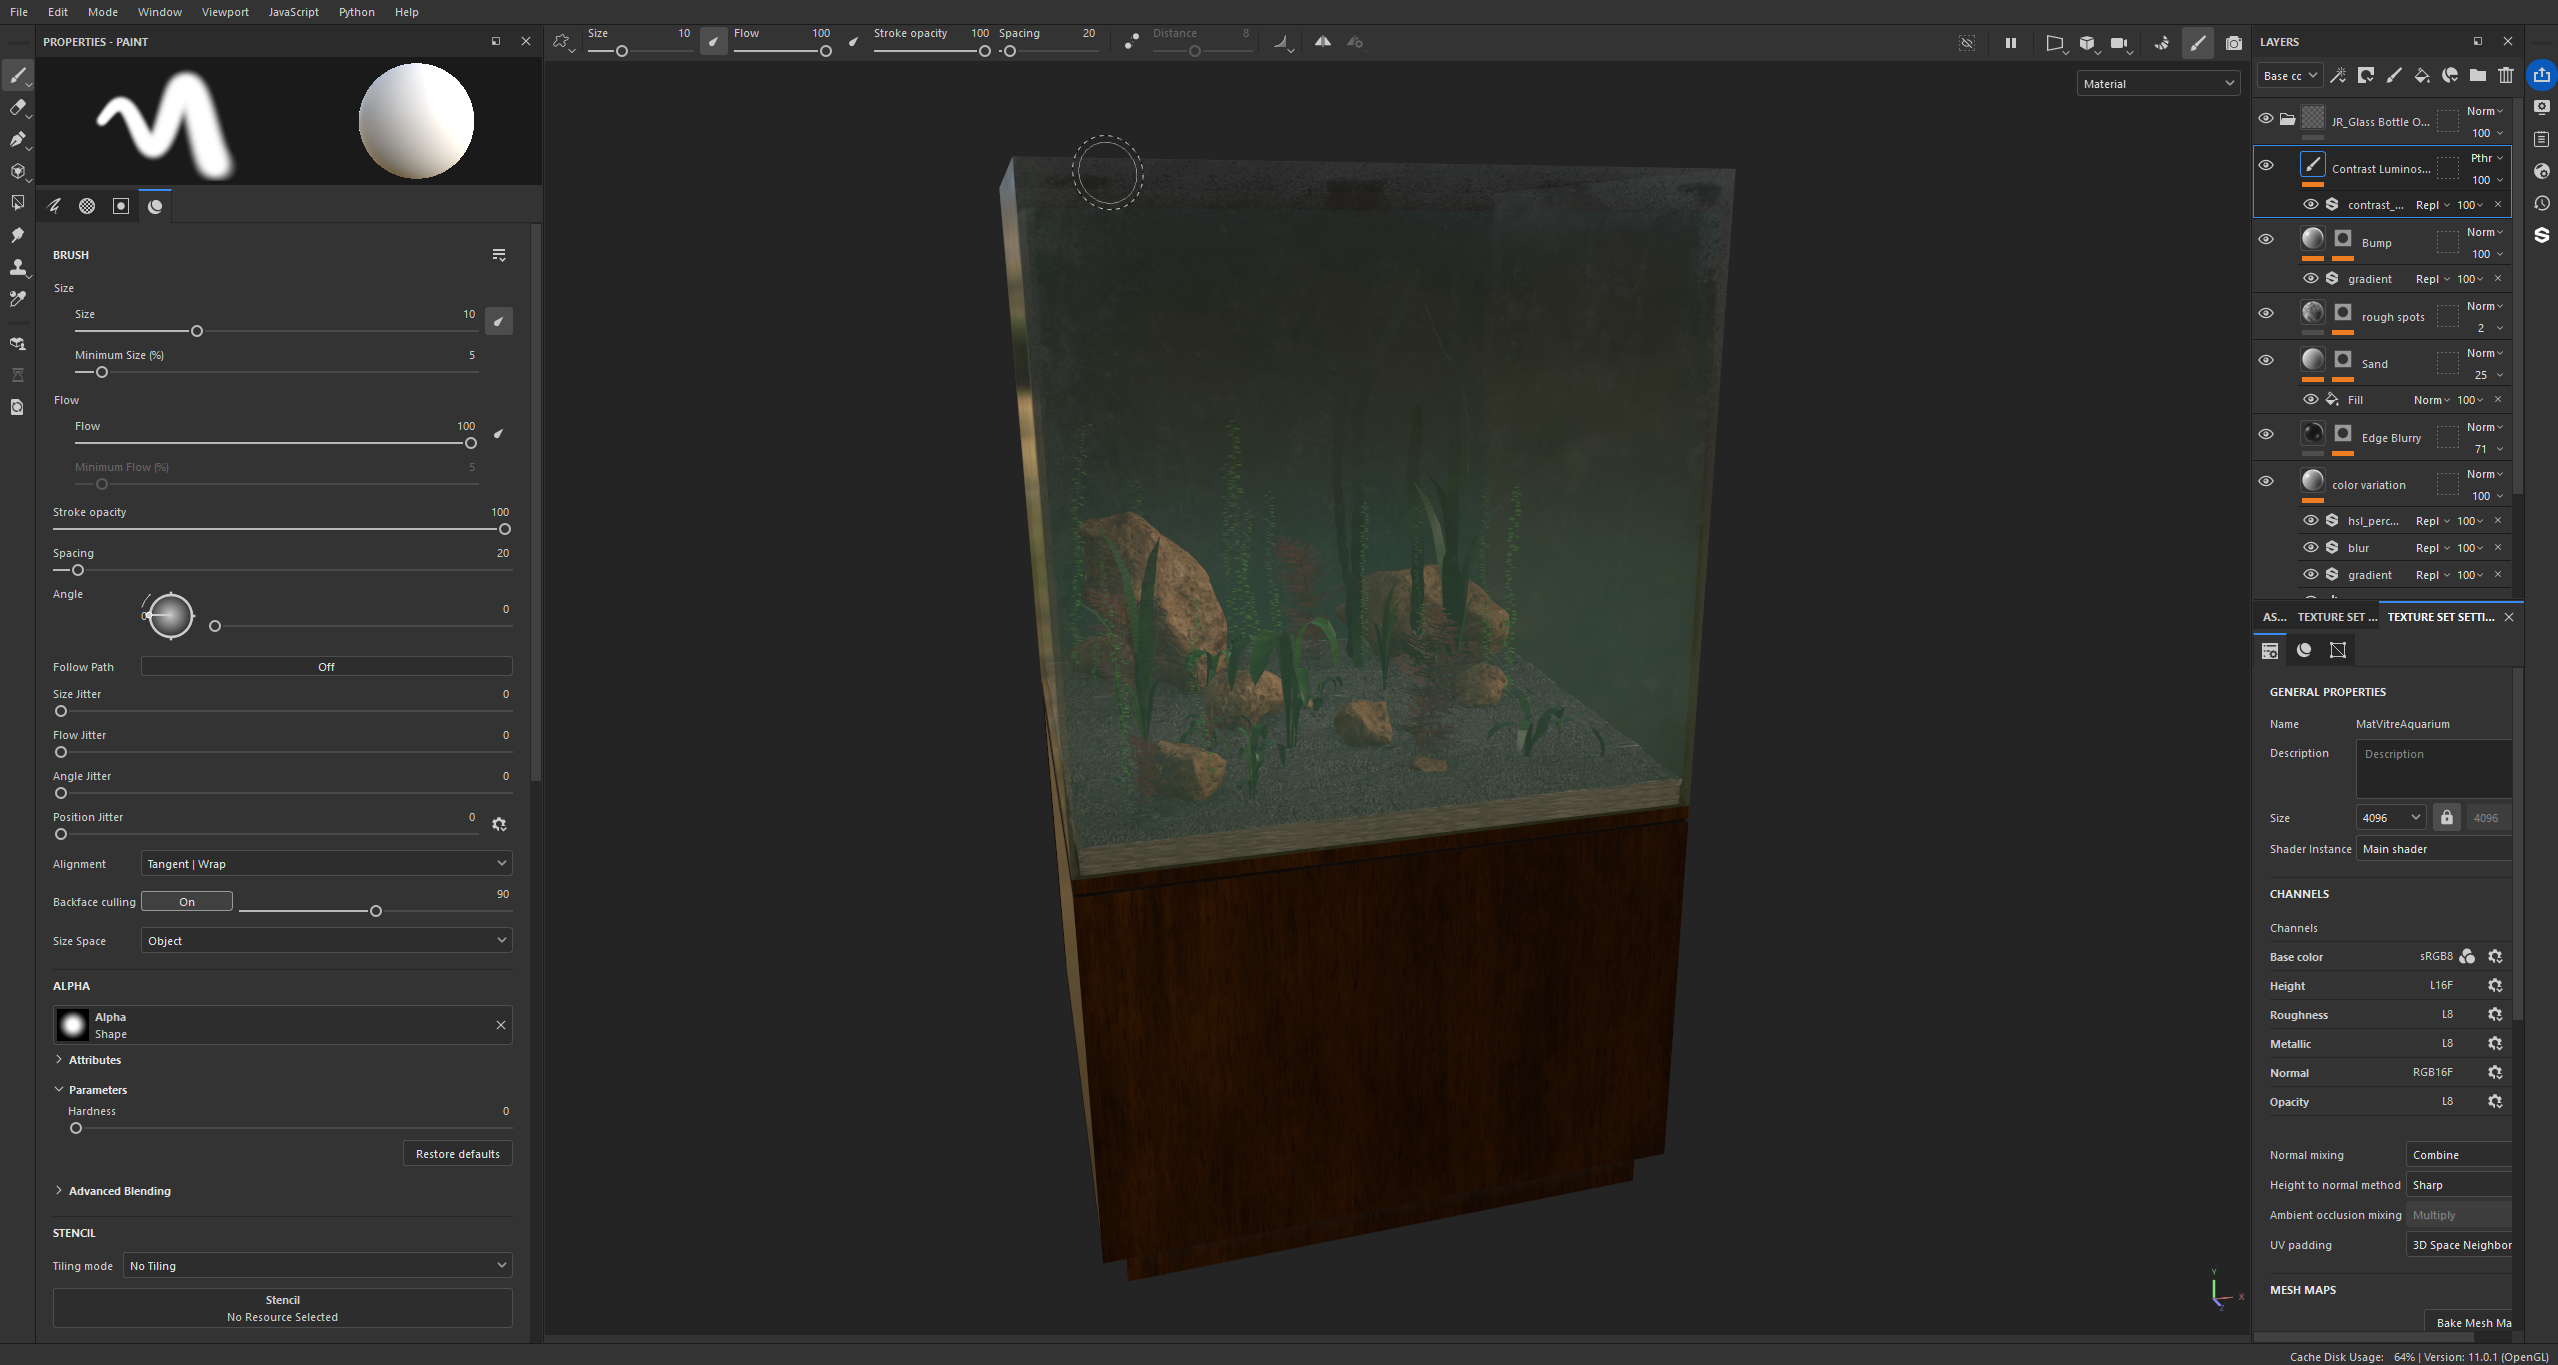 File Edit Mode Window Viewport JavaScript Python Help
PROPERTIES - PAINT
Size 10 Flow 100 Stroke opacity 100 Spacing 20 Distance 8
Material
BRUSH
Size
Size 10
Minimum Size (%) 5
Flow
Flow 100
Minimum Flow (%) 5
Stroke opacity 100
Spacing 20
Angle
0 0
Follow Path Off
Size Jitter 0
Flow Jitter 0
Angle Jitter 0
Position Jitter 0
Alignment Tangent | Wrap
Backface culling On 90
Size Space Object
ALPHA
Alpha
Shape
Attributes
Parameters
Hardness 0
Restore defaults
Advanced Blending
STENCIL
Tiling mode No Tiling
Stencil
No Resource Selected
Y
X
Z
LAYERS
Base cc
JR_Glass Bottle O... Norm
100
Contrast Luminos... Pthr
100
contrast_... Repl 100
Bump Norm
100
gradient Repl 100
rough spots Norm
2
Sand Norm
25
Fill Norm 100
Edge Blurry Norm
71
color variation Norm
100
hsl_perc... Repl 100
blur Repl 100
gradient Repl 100
AS... TEXTURE SET ... TEXTURE SET SETTI...
GENERAL PROPERTIES
Name MatVitreAquarium
Description Description
Size 4096 4096
Shader Instance Main shader
CHANNELS
Channels
Base color sRGB8
Height L16F
Roughness L8
Metallic L8
Normal RGB16F
Opacity L8
Normal mixing Combine
Height to normal method Sharp
Ambient occlusion mixing Multiply
UV padding 3D Space Neighbor
MESH MAPS
Bake Mesh Ma
Cache Disk Usage: 64% | Version: 11.0.1 (OpenGL)